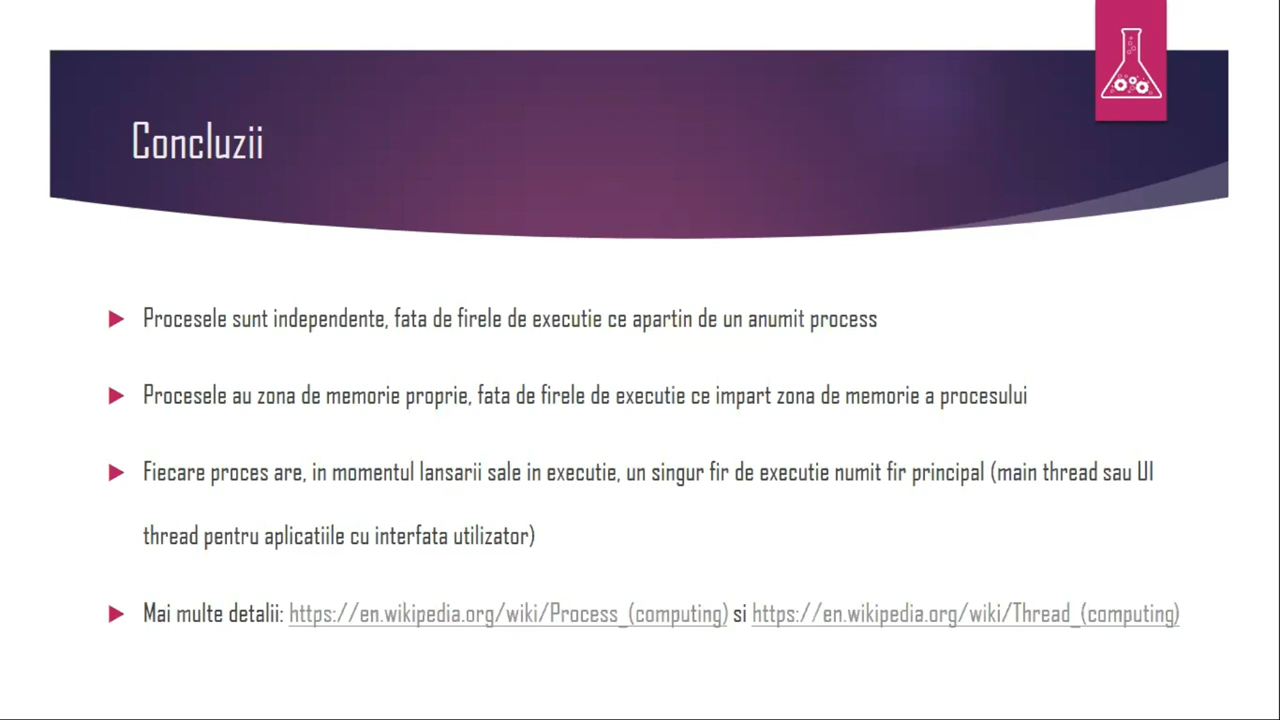 Concluzii
Procesele sunt independente, fata de firele de executie ce apartin de un anumit process
Procesele au zona de memorie proprie, fata de firele de executie ce impart zona de memorie a procesului
Fiecare proces are, in momentul lansarii sale in executie, un singur fir de executie numit fir principal (main thread sau UI
thread pentru aplicatiile cu interfata utilizator)
Mai multe detalii: https://en.wikipedia.org/wiki/Process_(computing) si https://en.wikipedia.org/wiki/Thread_(computing)